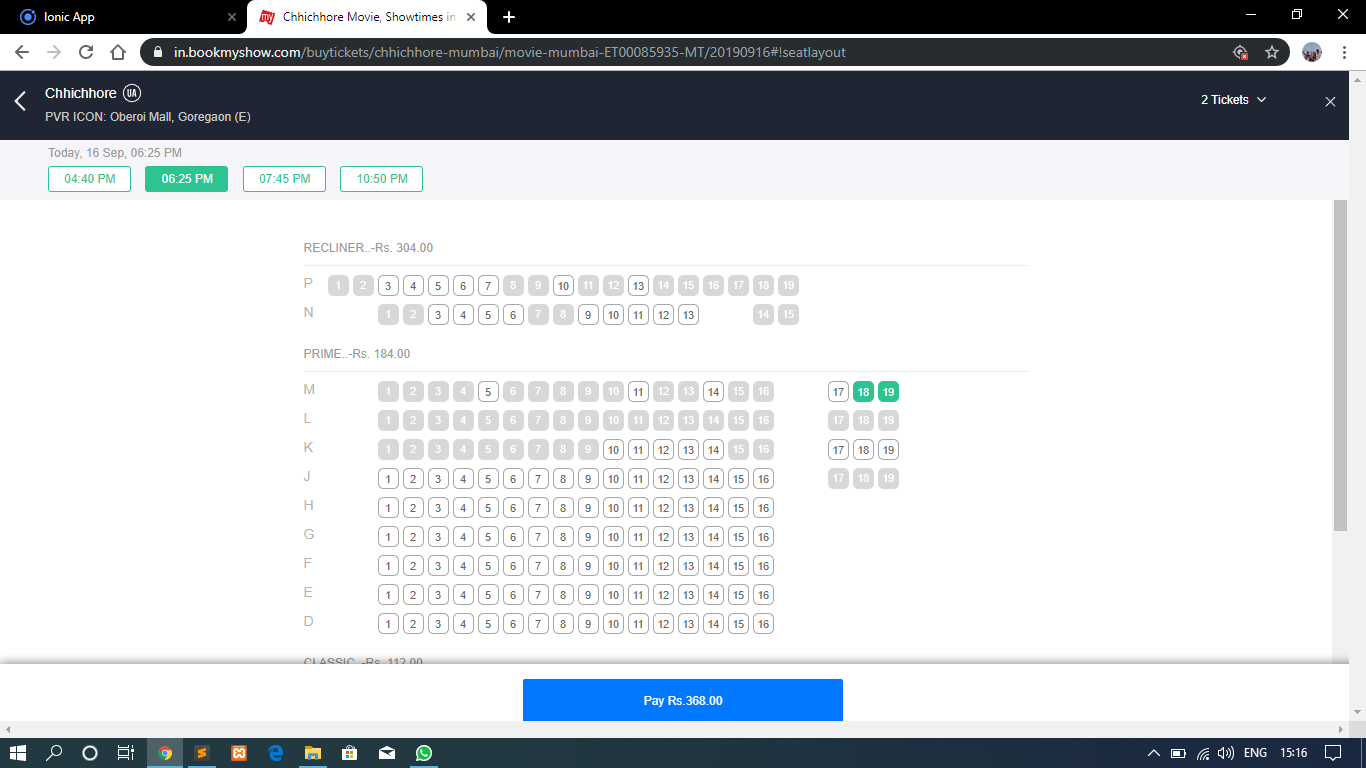 Ionic App
Chhichhore Movie, Showtimes in
in.bookmyshow.com/buytickets/chhichhore-mumbai/movie-mumbai-ET00085935-MT/20190916#!seatlayout
Chhichhore UA
2 Tickets
PVR ICON: Oberoi Mall, Goregaon (E)
Today, 16 Sep, 06:25 PM
04:40 PM 06:25 PM 07:45 PM 10:50 PM
RECLINER..-Rs. 304.00
P 1 2 3 4 5 6 7 8 9 10 11 12 13 14 15 16 17 18 19
N 1 2 3 4 5 6 7 8 9 10 11 12 13 14 15
PRIME..-Rs. 184.00
M 1 2 3 4 5 6 7 8 9 10 11 12 13 14 15 16 17 18 19
L 1 2 3 4 5 6 7 8 9 10 11 12 13 14 15 16 17 18 19
K 1 2 3 4 5 6 7 8 9 10 11 12 13 14 15 16 17 18 19
J 1 2 3 4 5 6 7 8 9 10 11 12 13 14 15 16 17 18 19
H 1 2 3 4 5 6 7 8 9 10 11 12 13 14 15 16
G 1 2 3 4 5 6 7 8 9 10 11 12 13 14 15 16
F 1 2 3 4 5 6 7 8 9 10 11 12 13 14 15 16
E 1 2 3 4 5 6 7 8 9 10 11 12 13 14 15 16
D 1 2 3 4 5 6 7 8 9 10 11 12 13 14 15 16
CLASSIC..-Rs. 112.00
Pay Rs.368.00
ENG 15:16